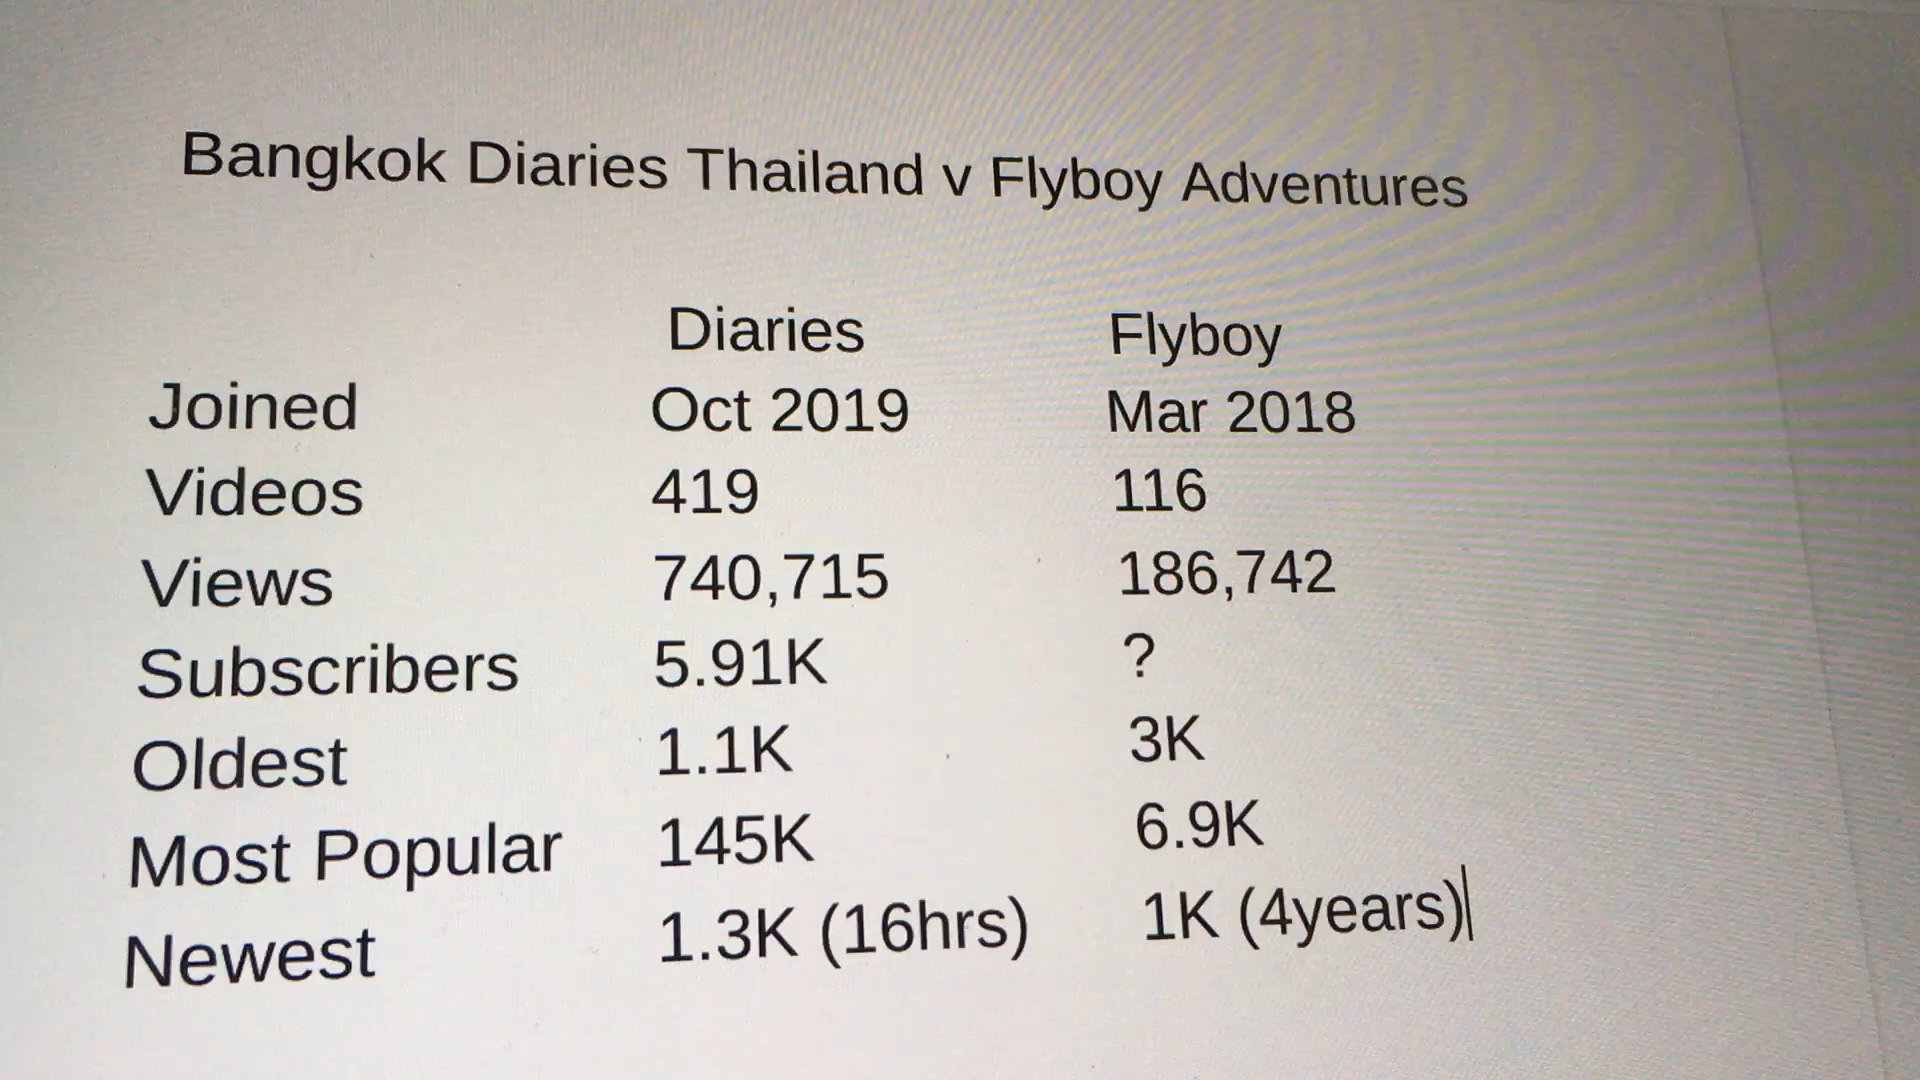 Bangkok Diaries Thailand v Flyboy Adventures
Diaries Flyboy
Joined Oct 2019 Mar 2018
Videos 419 116
Views 740,715 186,742
Subscribers 5.91K ?
Oldest 1.1K 3K
Most Popular 145K 6.9K
Newest 1.3K (16hrs) 1K (4years)